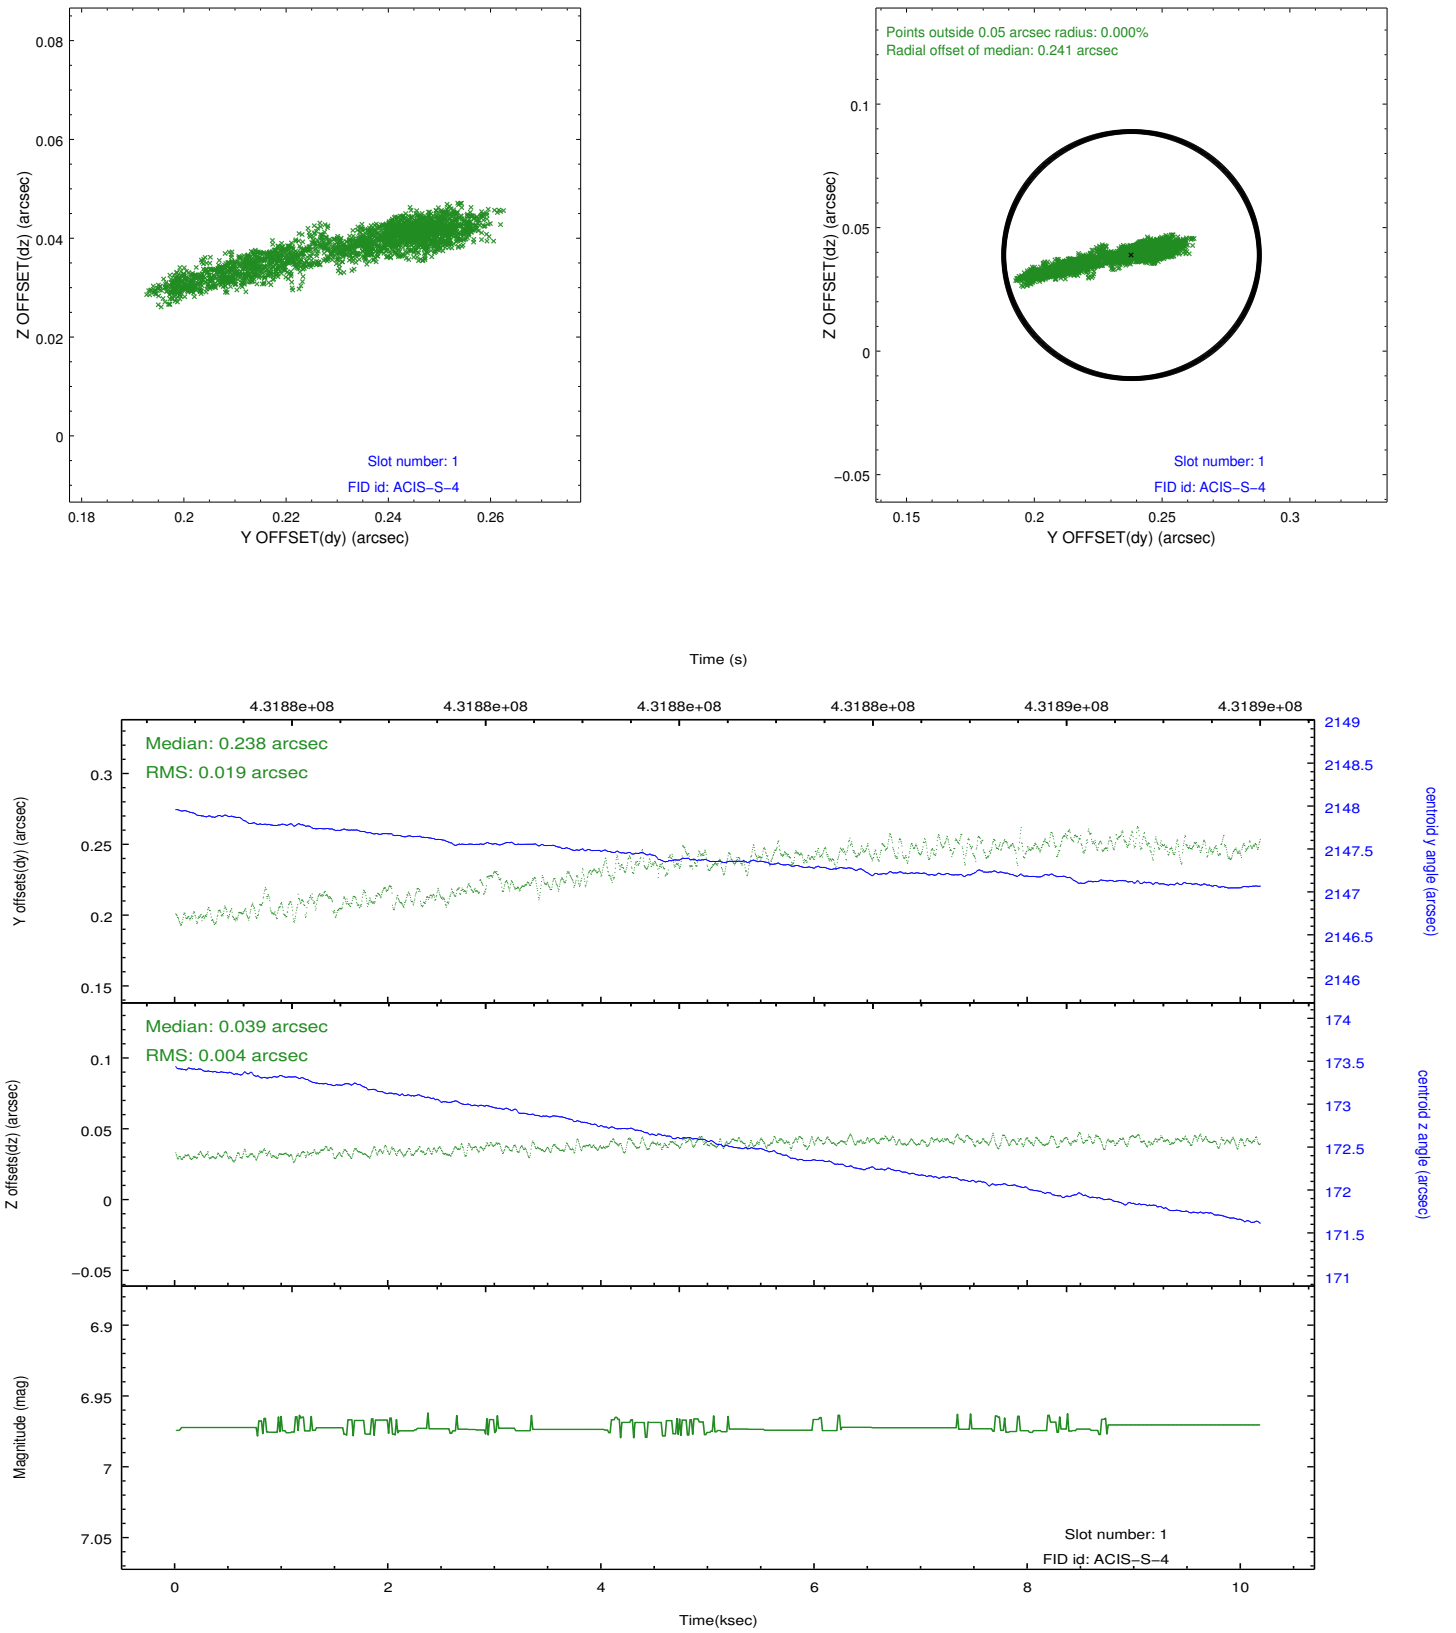 0.08
0.06
0.04
0.02
0
Z OFFSET(dz) (arcsec)
Slot number: 1
FID id: ACIS−S−4
0.18 0.2 0.22 0.24 0.26
Y OFFSET(dy) (arcsec)
Points outside 0.05 arcsec radius: 0.000%
Radial offset of median: 0.241 arcsec
0.1
0.05
0
−0.05
Z OFFSET(dz) (arcsec)
Slot number: 1
FID id: ACIS−S−4
0.15 0.2 0.25 0.3
Y OFFSET(dy) (arcsec)
Time (s)
4.3188e+08 4.3188e+08 4.3188e+08 4.3188e+08 4.3189e+08 4.3189e+08
Median: 0.238 arcsec
RMS: 0.019 arcsec
0.3
0.25
0.2
0.15
Y offsets(dy) (arcsec)
2149
2148.5
2148
2147.5
2147
2146.5
2146
centroid y angle (arcsec)
Median: 0.039 arcsec
RMS: 0.004 arcsec
0.1
0.05
0
−0.05
Z offsets(dz) (arcsec)
174
173.5
173
172.5
172
171.5
171
centroid z angle (arcsec)
6.9
6.95
7
7.05
Magnitude (mag)
Slot number: 1
FID id: ACIS−S−4
0 2 4 6 8 10
Time(ksec)